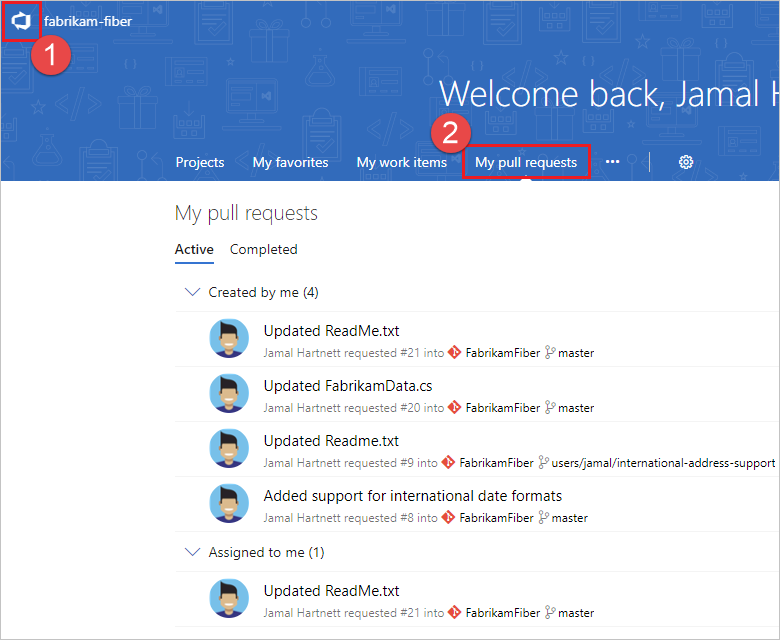 fabrikam-fiber
1
Welcome back, Jamal H
2
Projects My favorites My work items My pull requests ...
My pull requests
Active Completed
Created by me (4)
Updated ReadMe.txt
Jamal Hartnett requested #21 into FabrikamFiber master
Updated FabrikamData.cs
Jamal Hartnett requested #20 into FabrikamFiber master
Updated Readme.txt
Jamal Hartnett requested #9 into FabrikamFiber users/jamal/international-address-support
Added support for international date formats
Jamal Hartnett requested #8 into FabrikamFiber master
Assigned to me (1)
Updated ReadMe.txt
Jamal Hartnett requested #21 into FabrikamFiber master